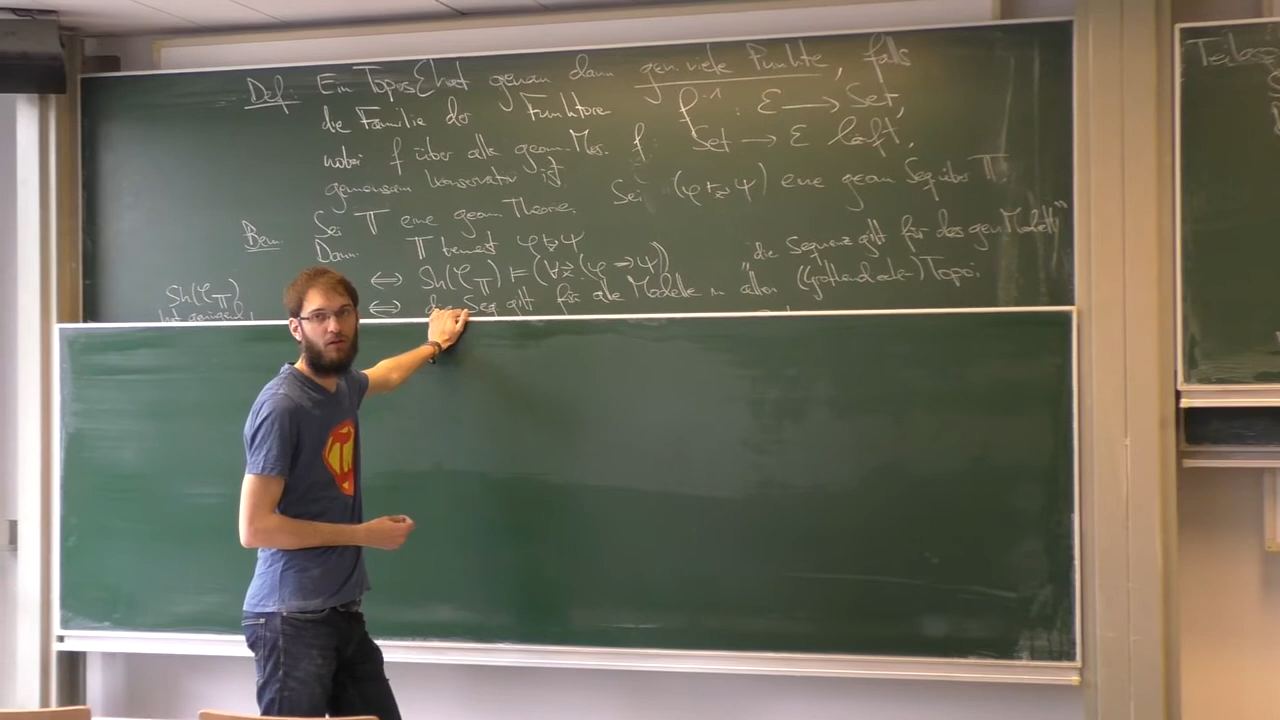 Def. Ein Topos E hat genau dann gen. viele Punkte, falls
die Familie der Funktoren f⁻¹: E → Set,
wobei f über alle geom. Mor. f: Set → E läuft,
gemeinsam konservativ ist.
Bem. Sei T eine geom. Theorie. Sei (φ ⊢ ψ) eine geom. Seq. über T.
Dann: T beweist φ ⊢ ψ
⟺ Sh(C_T) ⊨ (∀x. (φ ⇒ ψ)) „die Sequenz gilt für das gen. Modell"
⟺ die Seq. gilt für alle Modelle in allen (Grothendieck-)Topoi.
Sh(C_T)
hat
Teilass